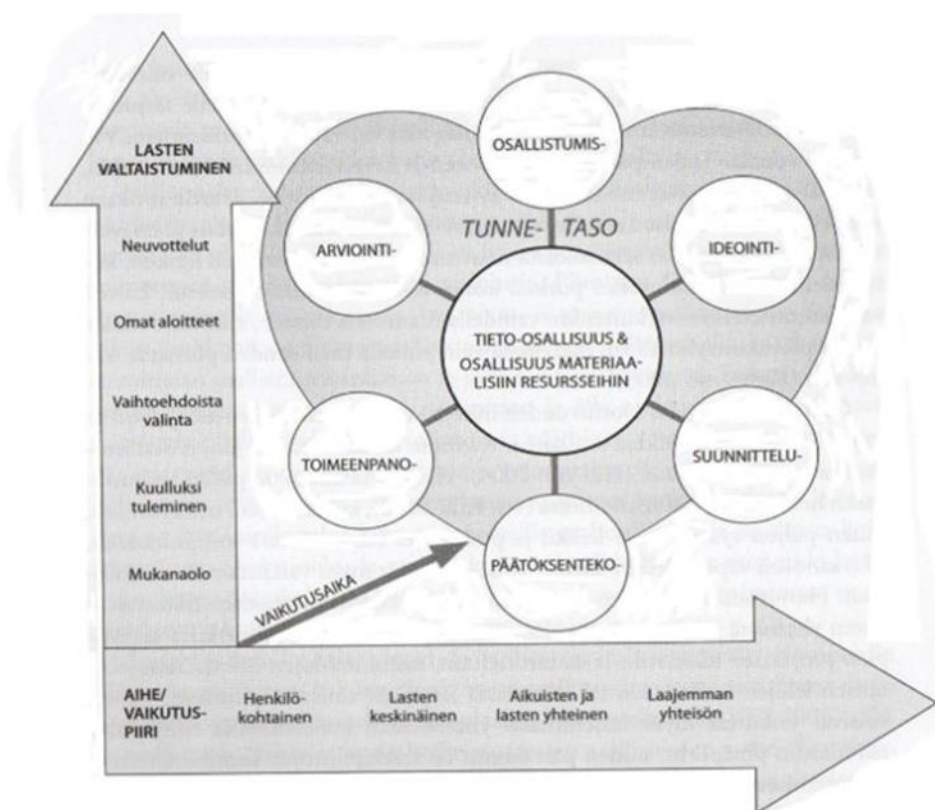 LASTEN
VALTAISTUMINEN
Neuvottelut
Omat aloitteet
Vaihtoehdoista
valinta
Kuulluksi
tuleminen
Mukanaolo
OSALLISTUMIS-
ARVIOINTI-
TUNNE- TASO
IDEOINTI-
TIETO-OSALLISUUS &
OSALLISUUS MATERIAA-
LISIIN RESURSSEIHIN
TOIMEENPANO-
SUUNNITTELU-
PÄÄTÖKSENTEKO-
VAIKUTUSAIKA
AIHE/
VAIKUTUS-
PIIRI
Henkilö-
kohtainen
Lasten
keskinäinen
Aikuisten ja
lasten yhteinen
Laajemman
yhteisön